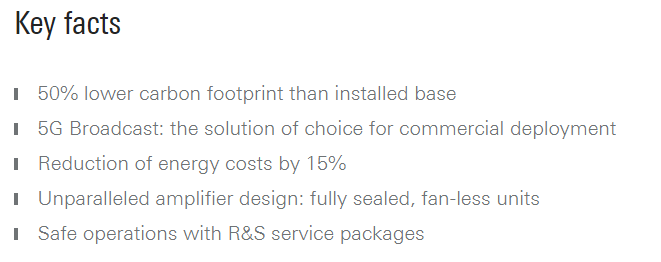 Key facts
50% lower carbon footprint than installed base
5G Broadcast: the solution of choice for commercial deployment
Reduction of energy costs by 15%
Unparalleled amplifier design: fully sealed, fan-less units
Safe operations with R&S service packages